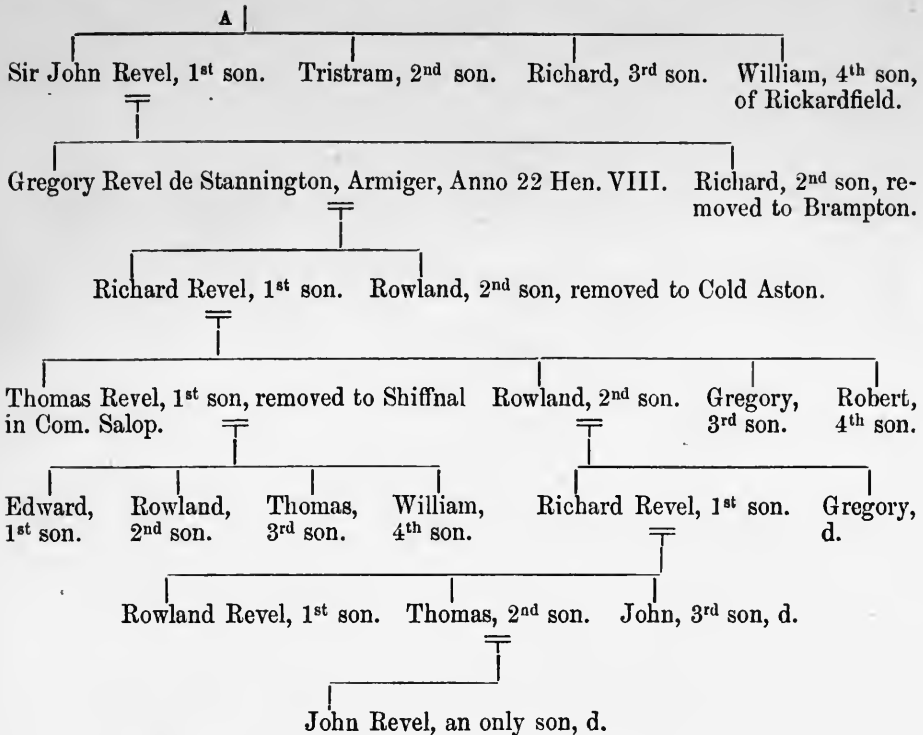 A
Sir John Revel, 1st son. Tristram, 2nd son. Richard, 3rd son. William, 4th son,
of Rickardfield.
Gregory Revel de Stannington, Armiger, Anno 22 Hen. VIII. Richard, 2nd son, re-
moved to Brampton.
Richard Revel, 1st son. Rowland, 2nd son, removed to Cold Aston.
Thomas Revel, 1st son, removed to Shiffnal Rowland, 2nd son. Gregory, Robert,
in Com. Salop. 3rd son. 4th son.
Edward, Rowland, Thomas, William, Richard Revel, 1st son. Gregory,
1st son. 2nd son. 3rd son. 4th son. d.
Rowland Revel, 1st son. Thomas, 2nd son. John, 3rd son, d.
John Revel, an only son, d.